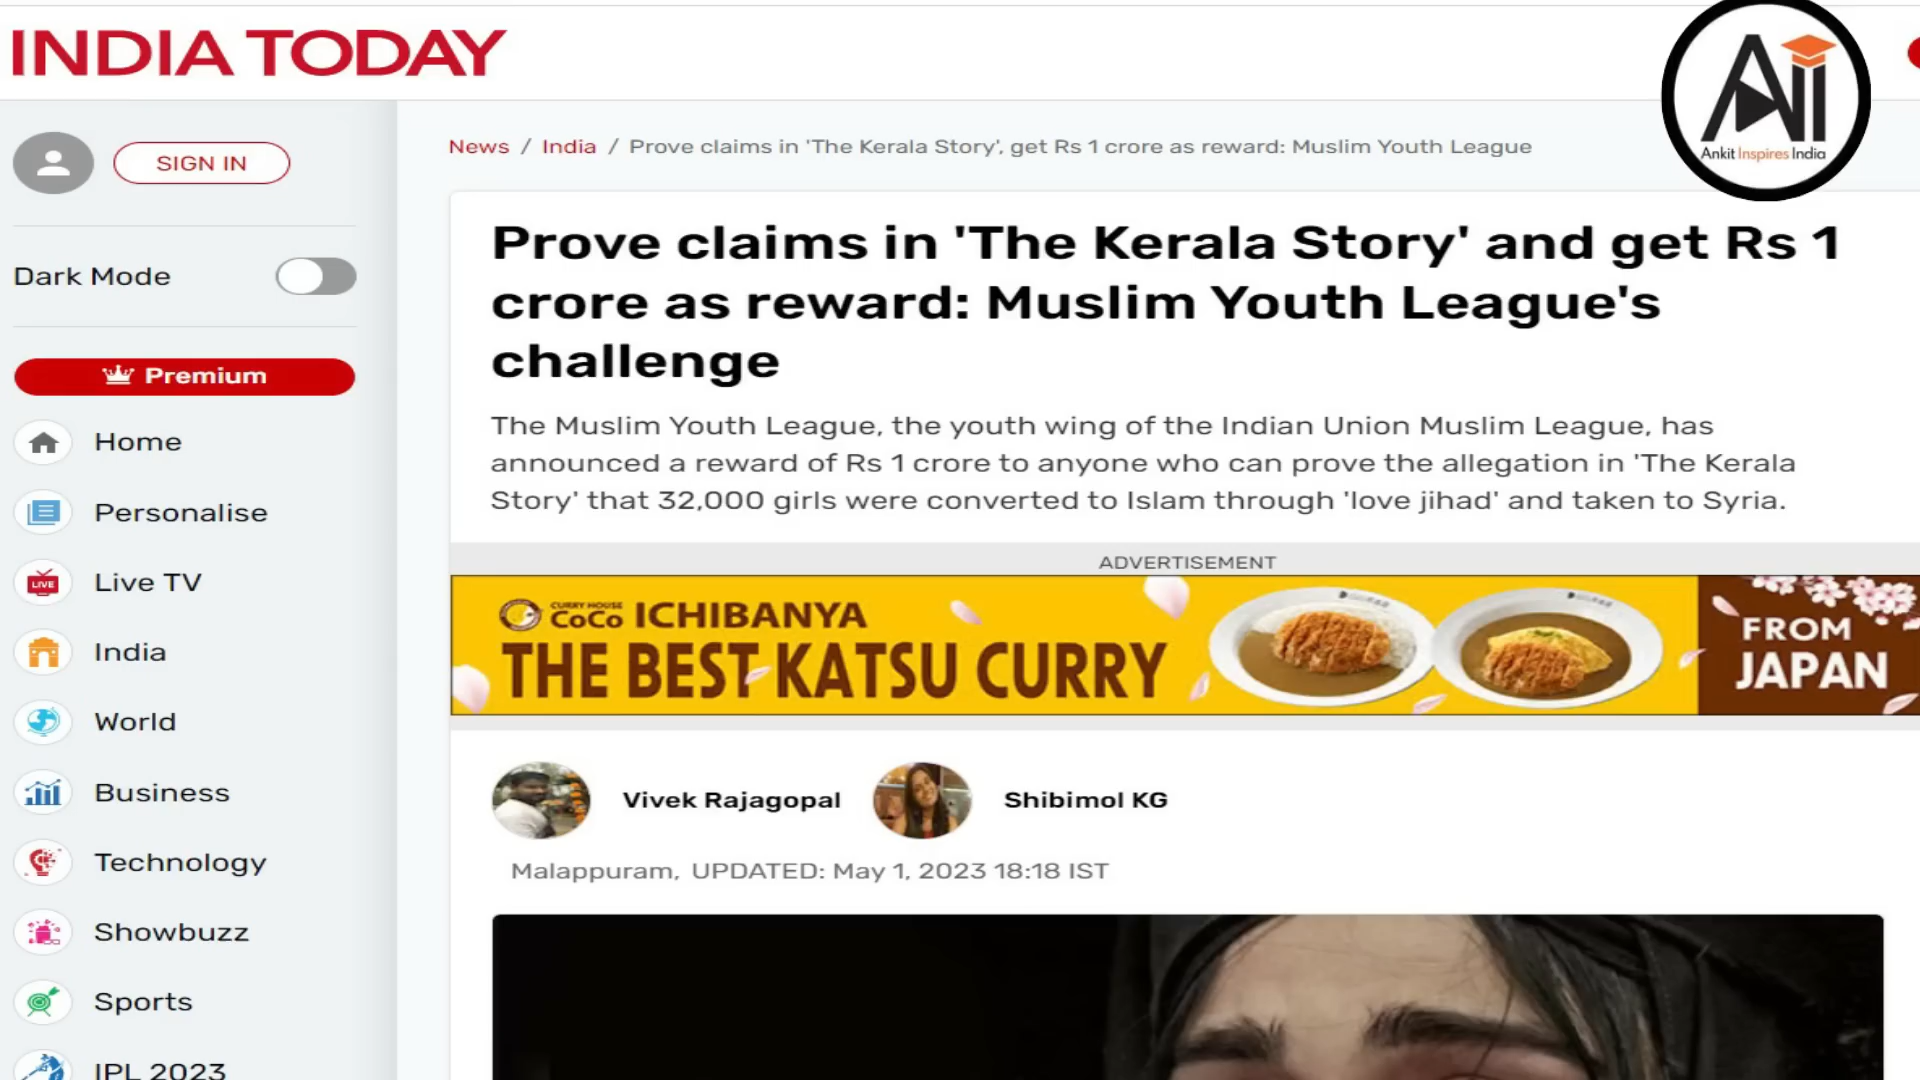 INDIA TODAY
Ankit Inspires India
SIGN IN
Dark Mode
Premium
Home
Personalise
Live TV
LIVE
India
World
Business
Technology
Showbuzz
Sports
IPL 2023
News / India / Prove claims in 'The Kerala Story', get Rs 1 crore as reward: Muslim Youth League
Prove claims in 'The Kerala Story' and get Rs 1
crore as reward: Muslim Youth League's
challenge
The Muslim Youth League, the youth wing of the Indian Union Muslim League, has
announced a reward of Rs 1 crore to anyone who can prove the allegation in 'The Kerala
Story' that 32,000 girls were converted to Islam through 'love jihad' and taken to Syria.
ADVERTISEMENT
CURRY HOUSE
CoCo ICHIBANYA
THE BEST KATSU CURRY
FROM
JAPAN
Vivek Rajagopal
Shibimol KG
Malappuram, UPDATED: May 1, 2023 18:18 IST